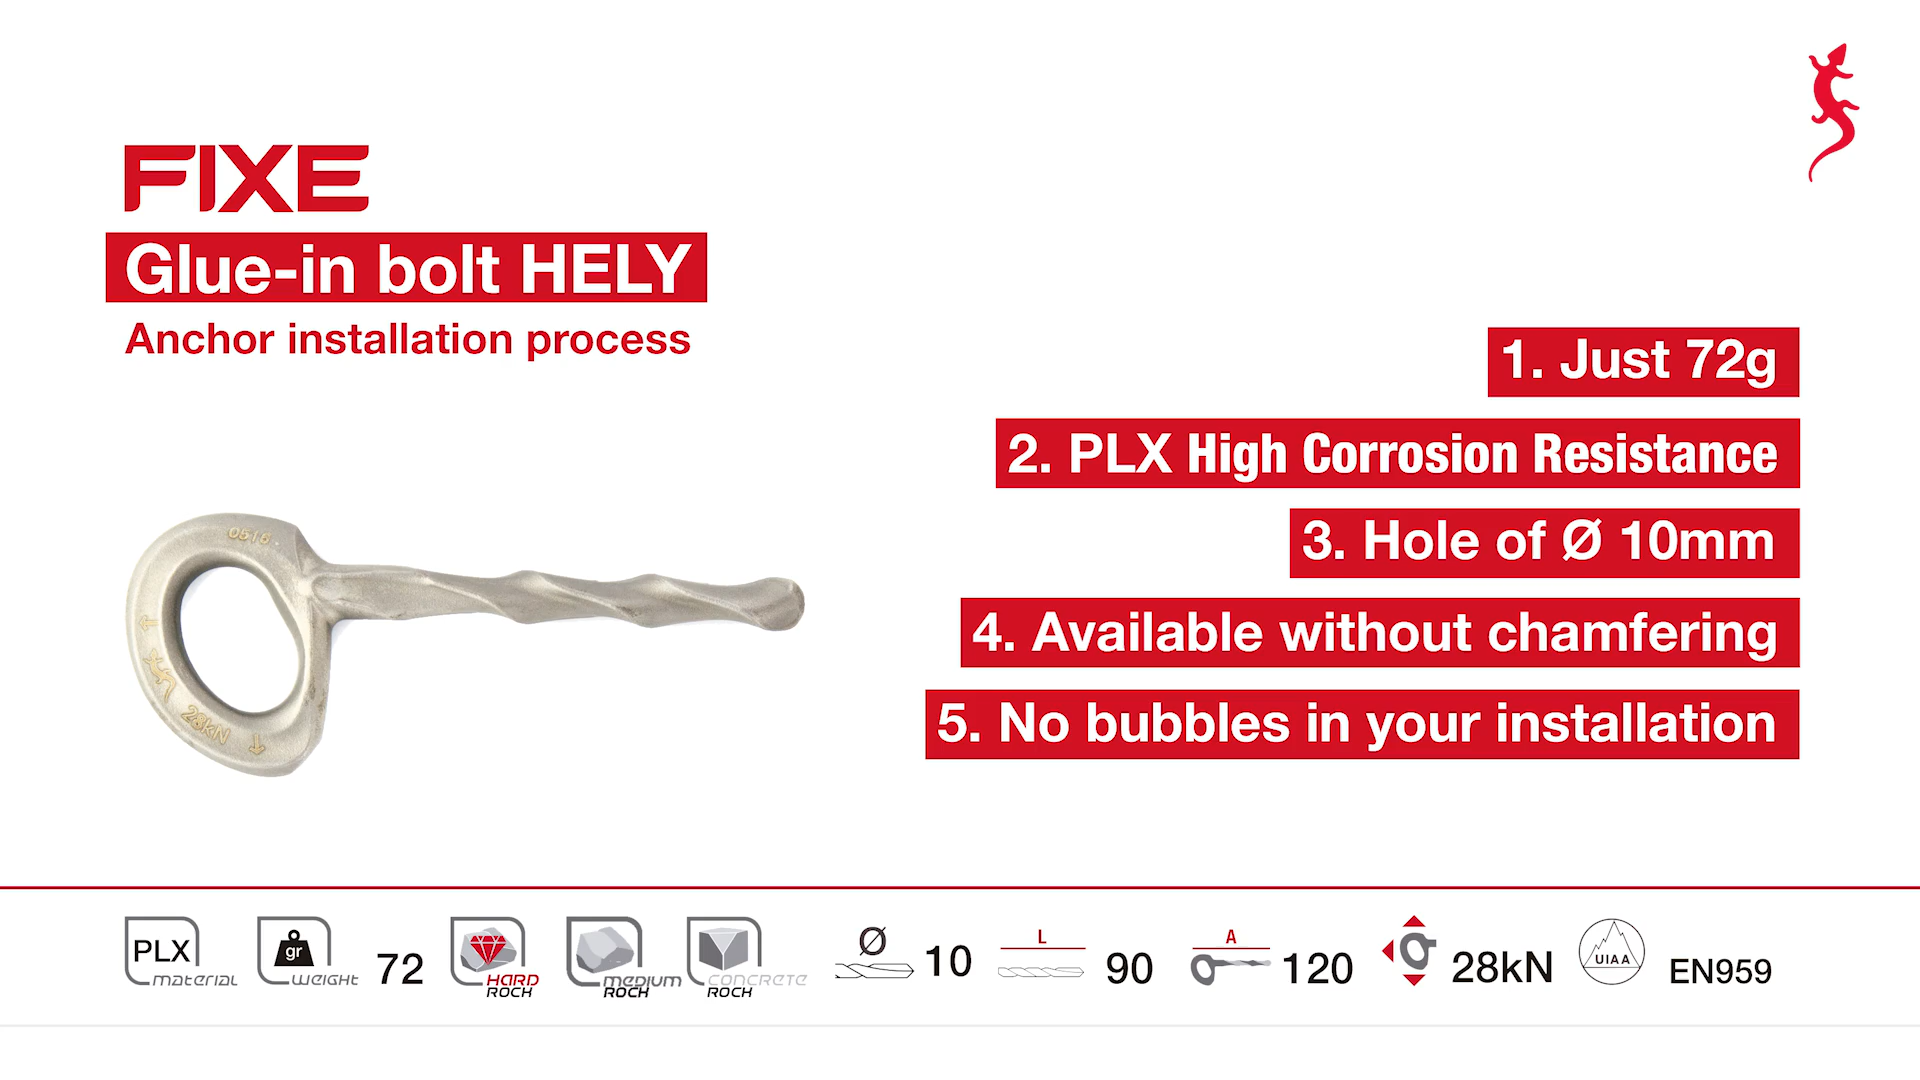 FIXE
Glue-in bolt HELY
Anchor installation process
1. Just 72g
2. PLX High Corrosion Resistance
3. Hole of Ø 10mm
4. Available without chamfering
5. No bubbles in your installation
28kN
PLX
material
gr
WEIGHT
72
HARD
ROCH
MEDIUM
ROCH
CONCRETE
ROCH
Ø
10
L
90
A
120
28kN
UIAA
EN959